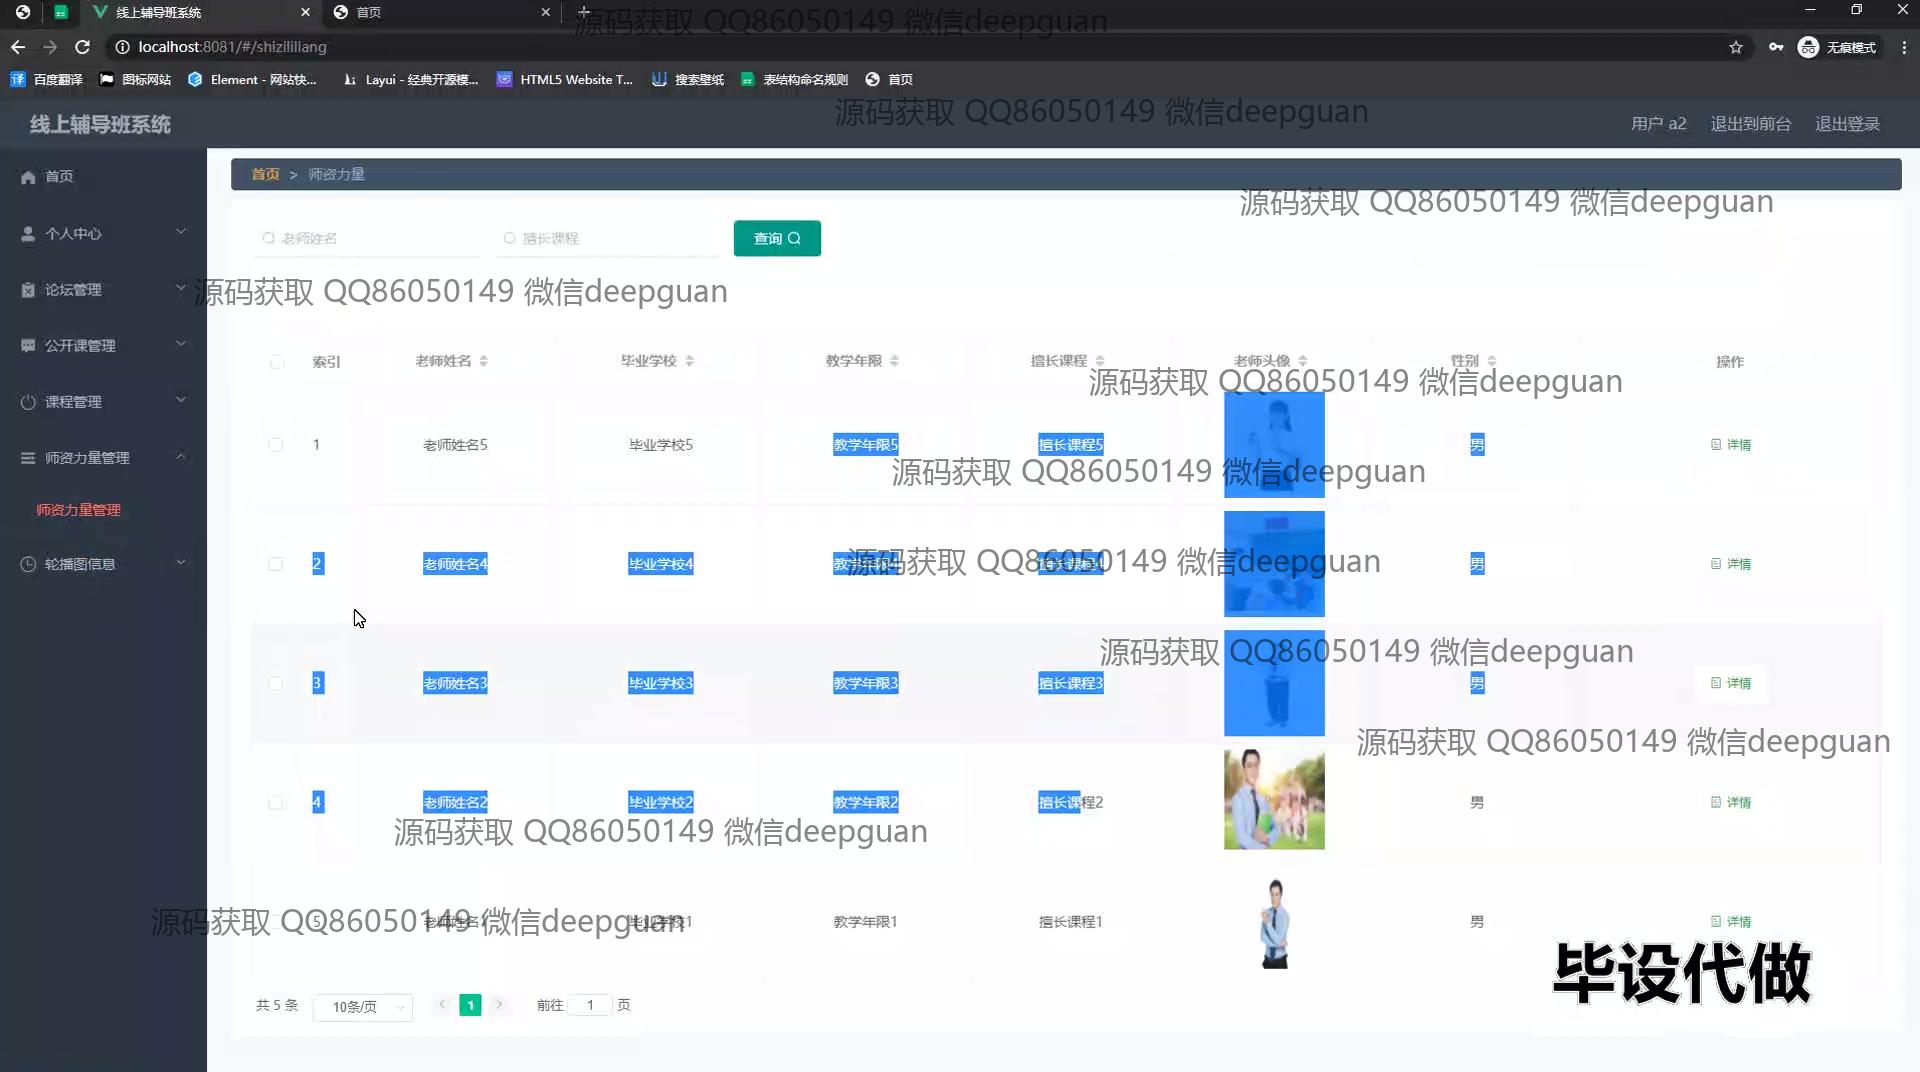 线上辅导班系统
首页
localhost:8081/#/shizililiang
无痕模式
百度翻译
图标网站
Element - 网站快...
Layui - 经典开源模...
HTML5 Website T...
搜索壁纸
表结构命名规则
首页
源码获取 QQ86050149 微信deepguan
源码获取 QQ86050149 微信deepguan
线上辅导班系统
用户 a2
退出到前台
退出登录
首页
个人中心
论坛管理
公开课管理
课程管理
师资力量管理
师资力量管理
轮播图信息
首页 > 师资力量
源码获取 QQ86050149 微信deepguan
老师姓名
擅长课程
查询
源码获取 QQ86050149 微信deepguan
索引 老师姓名 毕业学校 教学年限 擅长课程 老师头像 性别 操作
源码获取 QQ86050149 微信deepguan
1 老师姓名5 毕业学校5 教学年限5 擅长课程5 男 详情
源码获取 QQ86050149 微信deepguan
2 老师姓名4 毕业学校4 教学年限4 擅长课程4 男 详情
源码获取 QQ86050149 微信deepguan
源码获取 QQ86050149 微信deepguan
3 老师姓名3 毕业学校3 教学年限3 擅长课程3 男 详情
源码获取 QQ86050149 微信deepguan
4 老师姓名2 毕业学校2 教学年限2 擅长课程2 男 详情
源码获取 QQ86050149 微信deepguan
5 老师姓名1 毕业学校1 教学年限1 擅长课程1 男 详情
源码获取 QQ86050149 微信deepguan
毕设代做
共 5 条 10条/页 1 前往 1 页